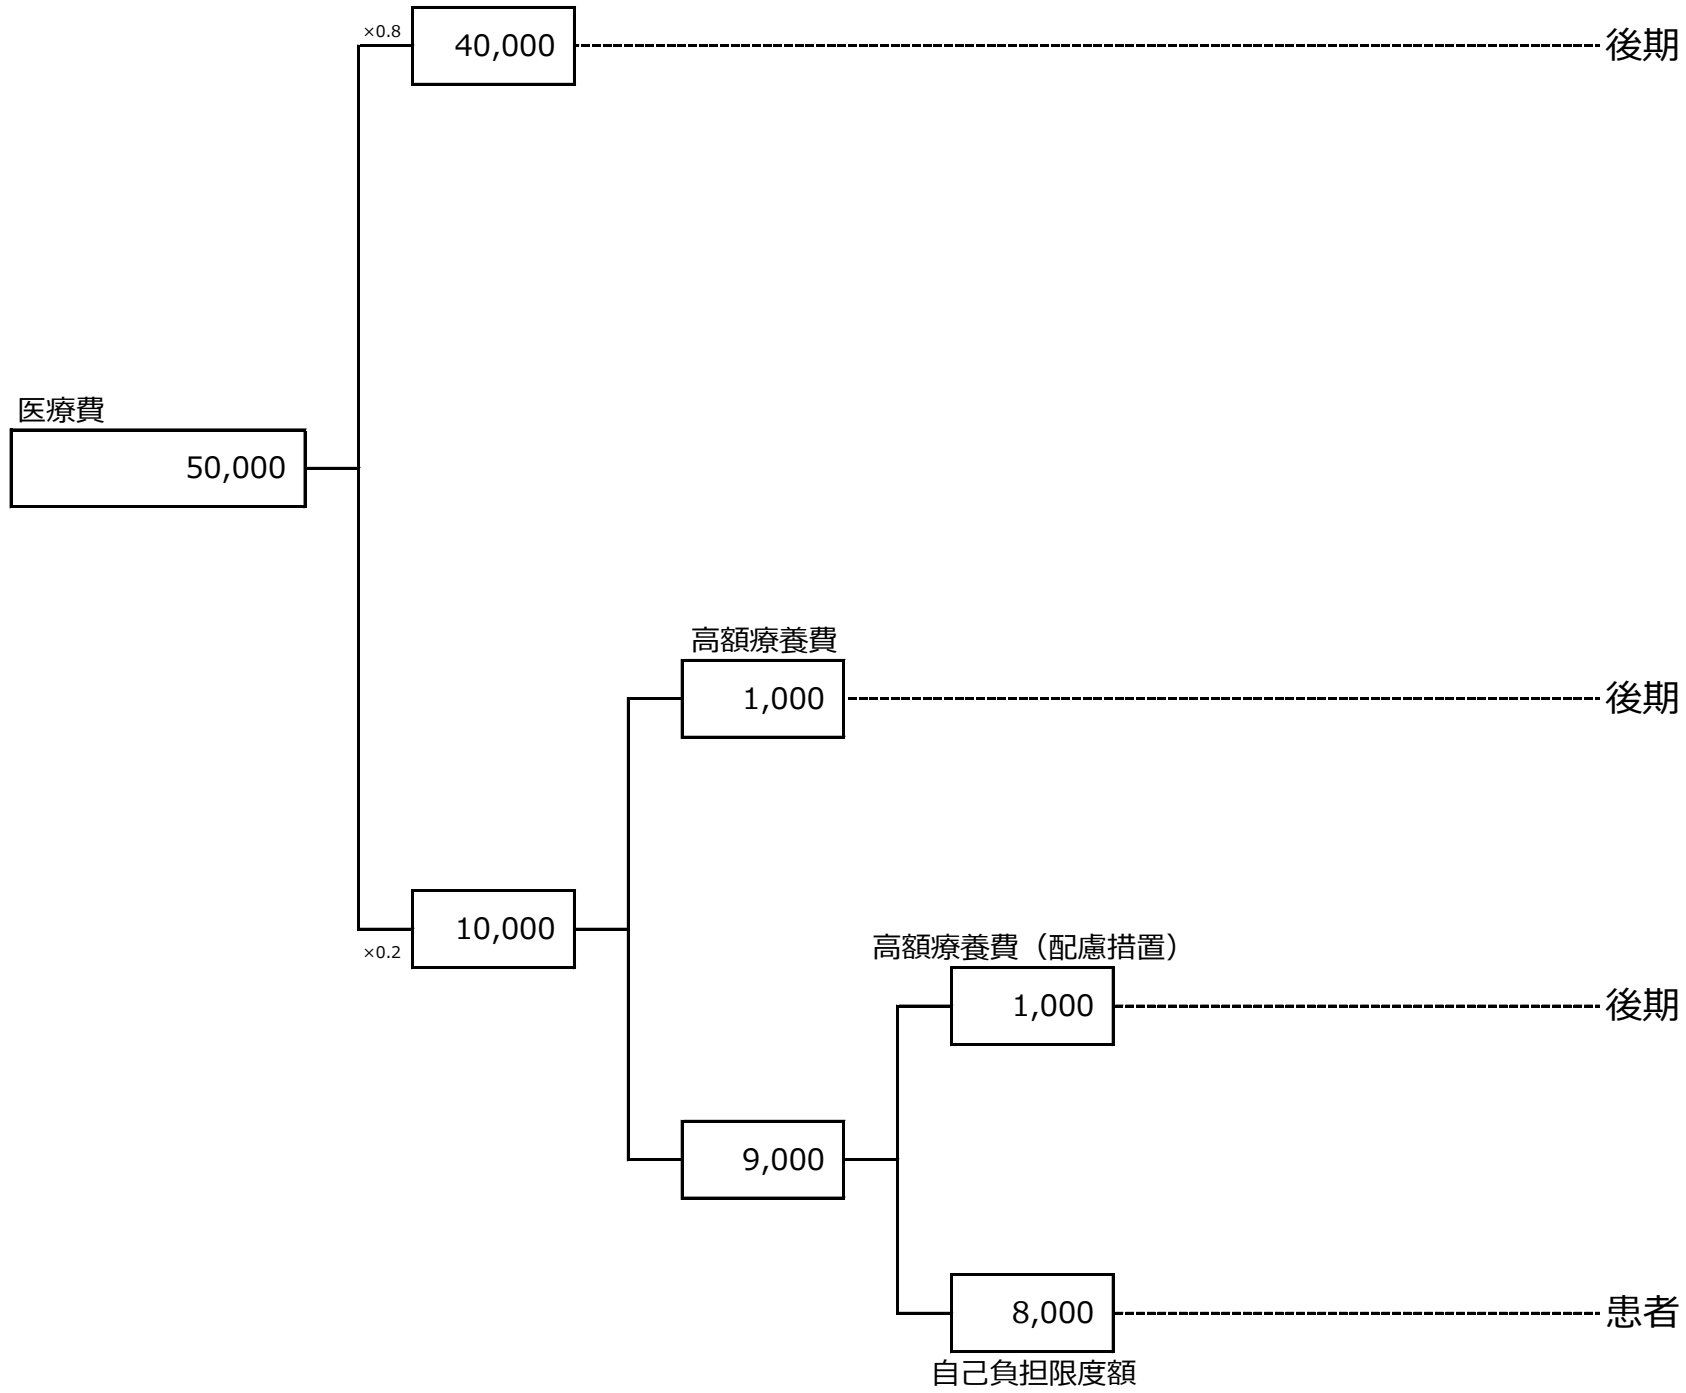 ×0.8
40,000
後期
医療費
50,000
高額療養費
1,000
後期
10,000
×0.2
高額療養費（配慮措置）
1,000
後期
9,000
8,000
患者
自己負担限度額